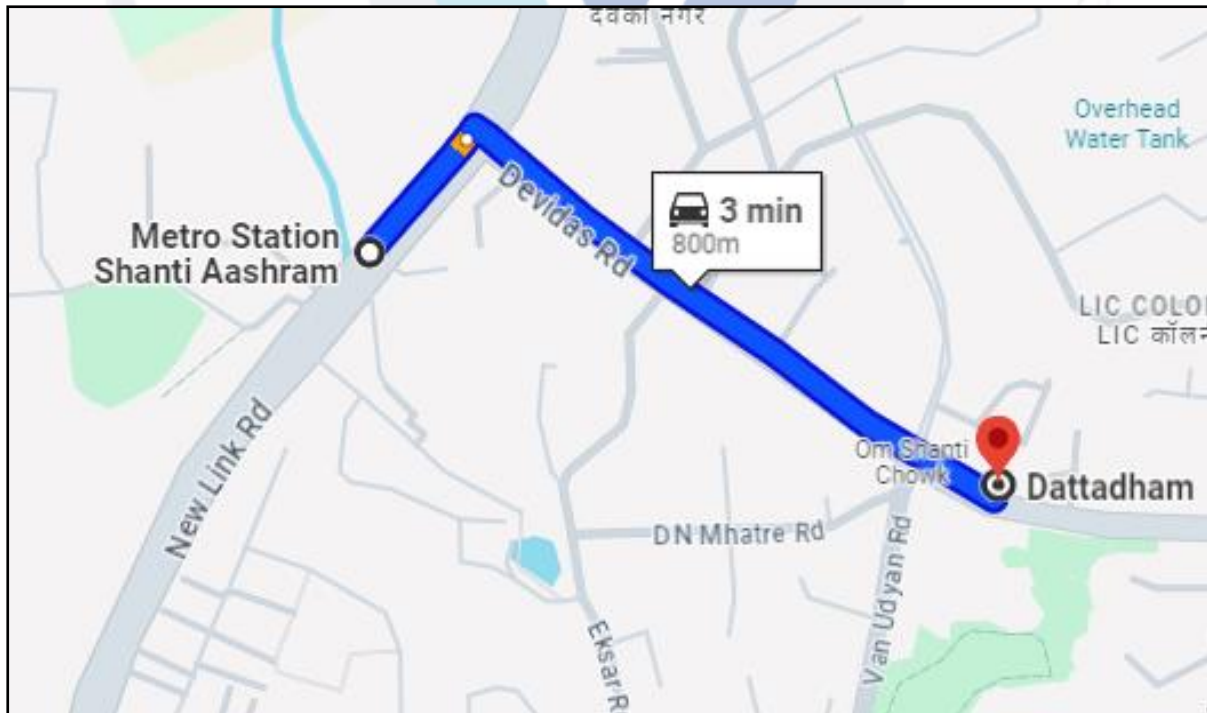 देवकी नगर
Overhead
Water Tank
Devidas Rd
3 min
800m
Metro Station
Shanti Aashram
LIC COLO
LIC कॉलन
New Link Rd
Om Shanti
Chowk
Dattadham
DN Mhatre Rd
Van Udyan Rd
Eksar R